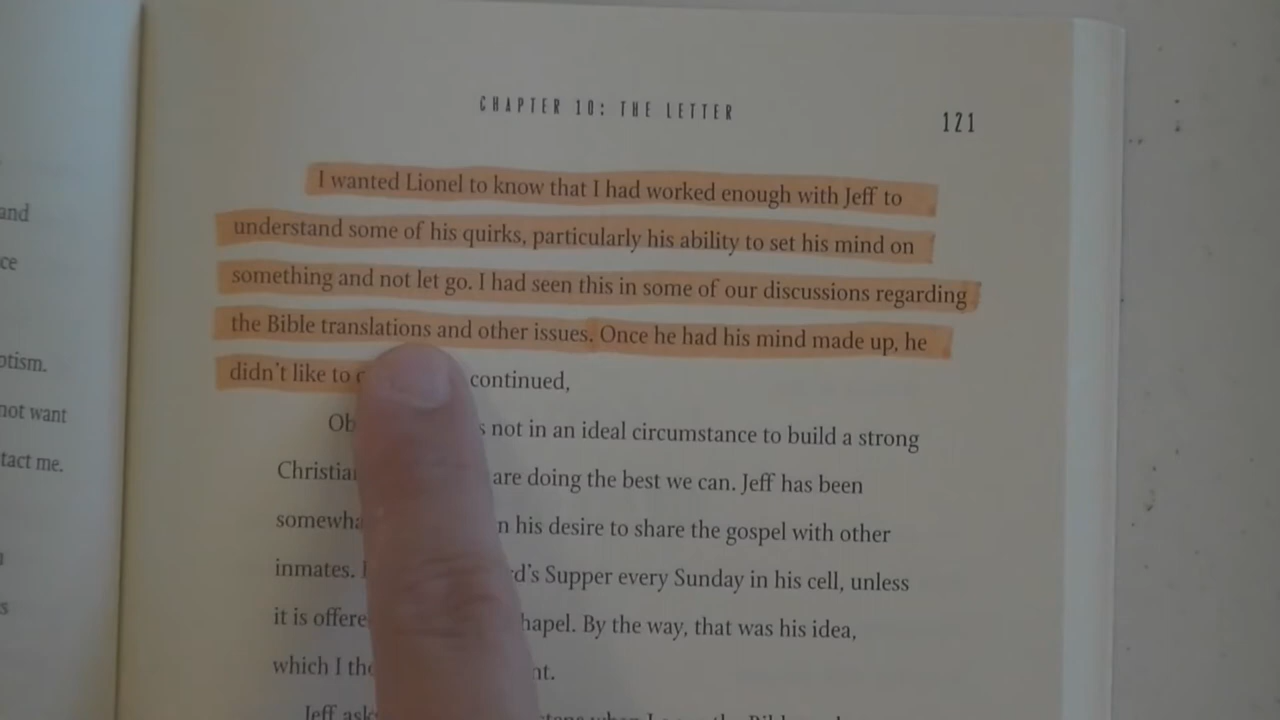 CHAPTER 10: THE LETTER
121
I wanted Lionel to know that I had worked enough with Jeff to
understand some of his quirks, particularly his ability to set his mind on
something and not let go. I had seen this in some of our discussions regarding
the Bible translations and other issues. Once he had his mind made up, he
didn't like to continued,
not in an ideal circumstance to build a strong
are doing the best we can. Jeff has been
his desire to share the gospel with other
inmates. Supper every Sunday in his cell, unless
it is By the way, that was his idea,
which I
Jeff
and
not want
tact me.